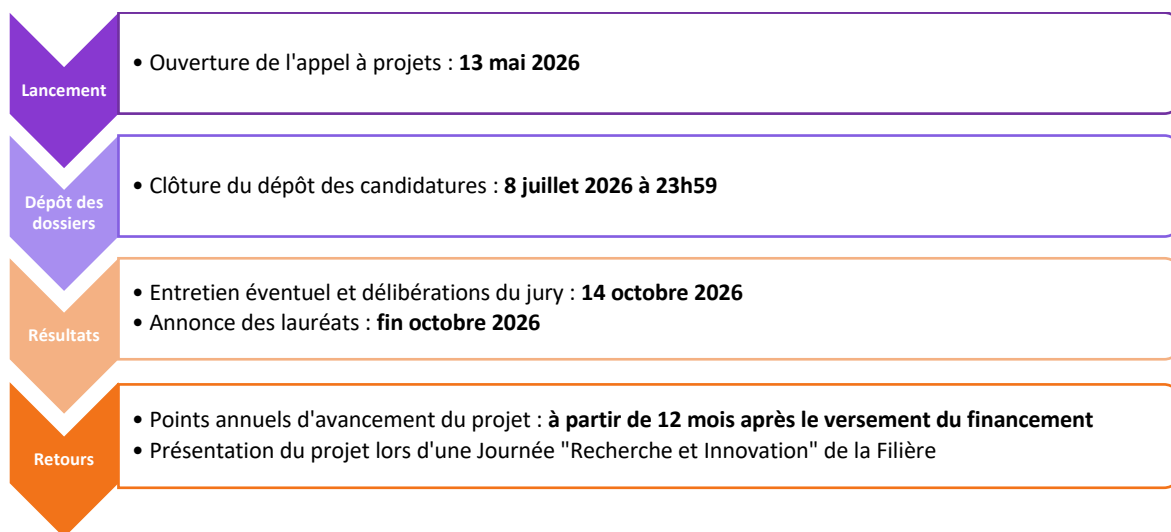 Lancement
• Ouverture de l'appel à projets : 13 mai 2026
Dépôt des
dossiers
• Clôture du dépôt des candidatures : 8 juillet 2026 à 23h59
Résultats
• Entretien éventuel et délibérations du jury : 14 octobre 2026
• Annonce des lauréats : fin octobre 2026
Retours
• Points annuels d'avancement du projet : à partir de 12 mois après le versement du financement
• Présentation du projet lors d'une Journée "Recherche et Innovation" de la Filière